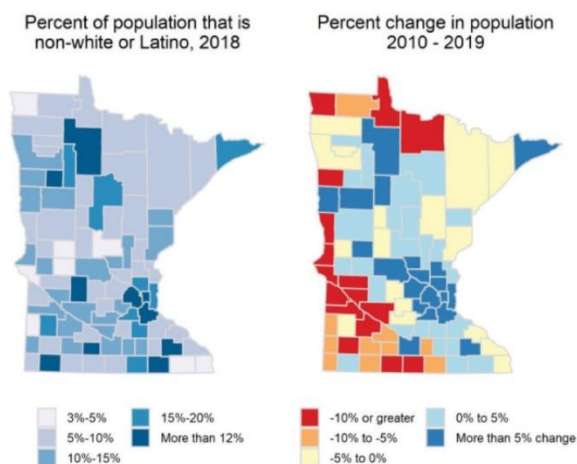 Percent of population that is
non-white or Latino, 2018
Percent change in population
2010 - 2019
3%-5%
5%-10%
10%-15%
15%-20%
More than 12%
-10% or greater
-10% to -5%
-5% to 0%
0% to 5%
More than 5% change